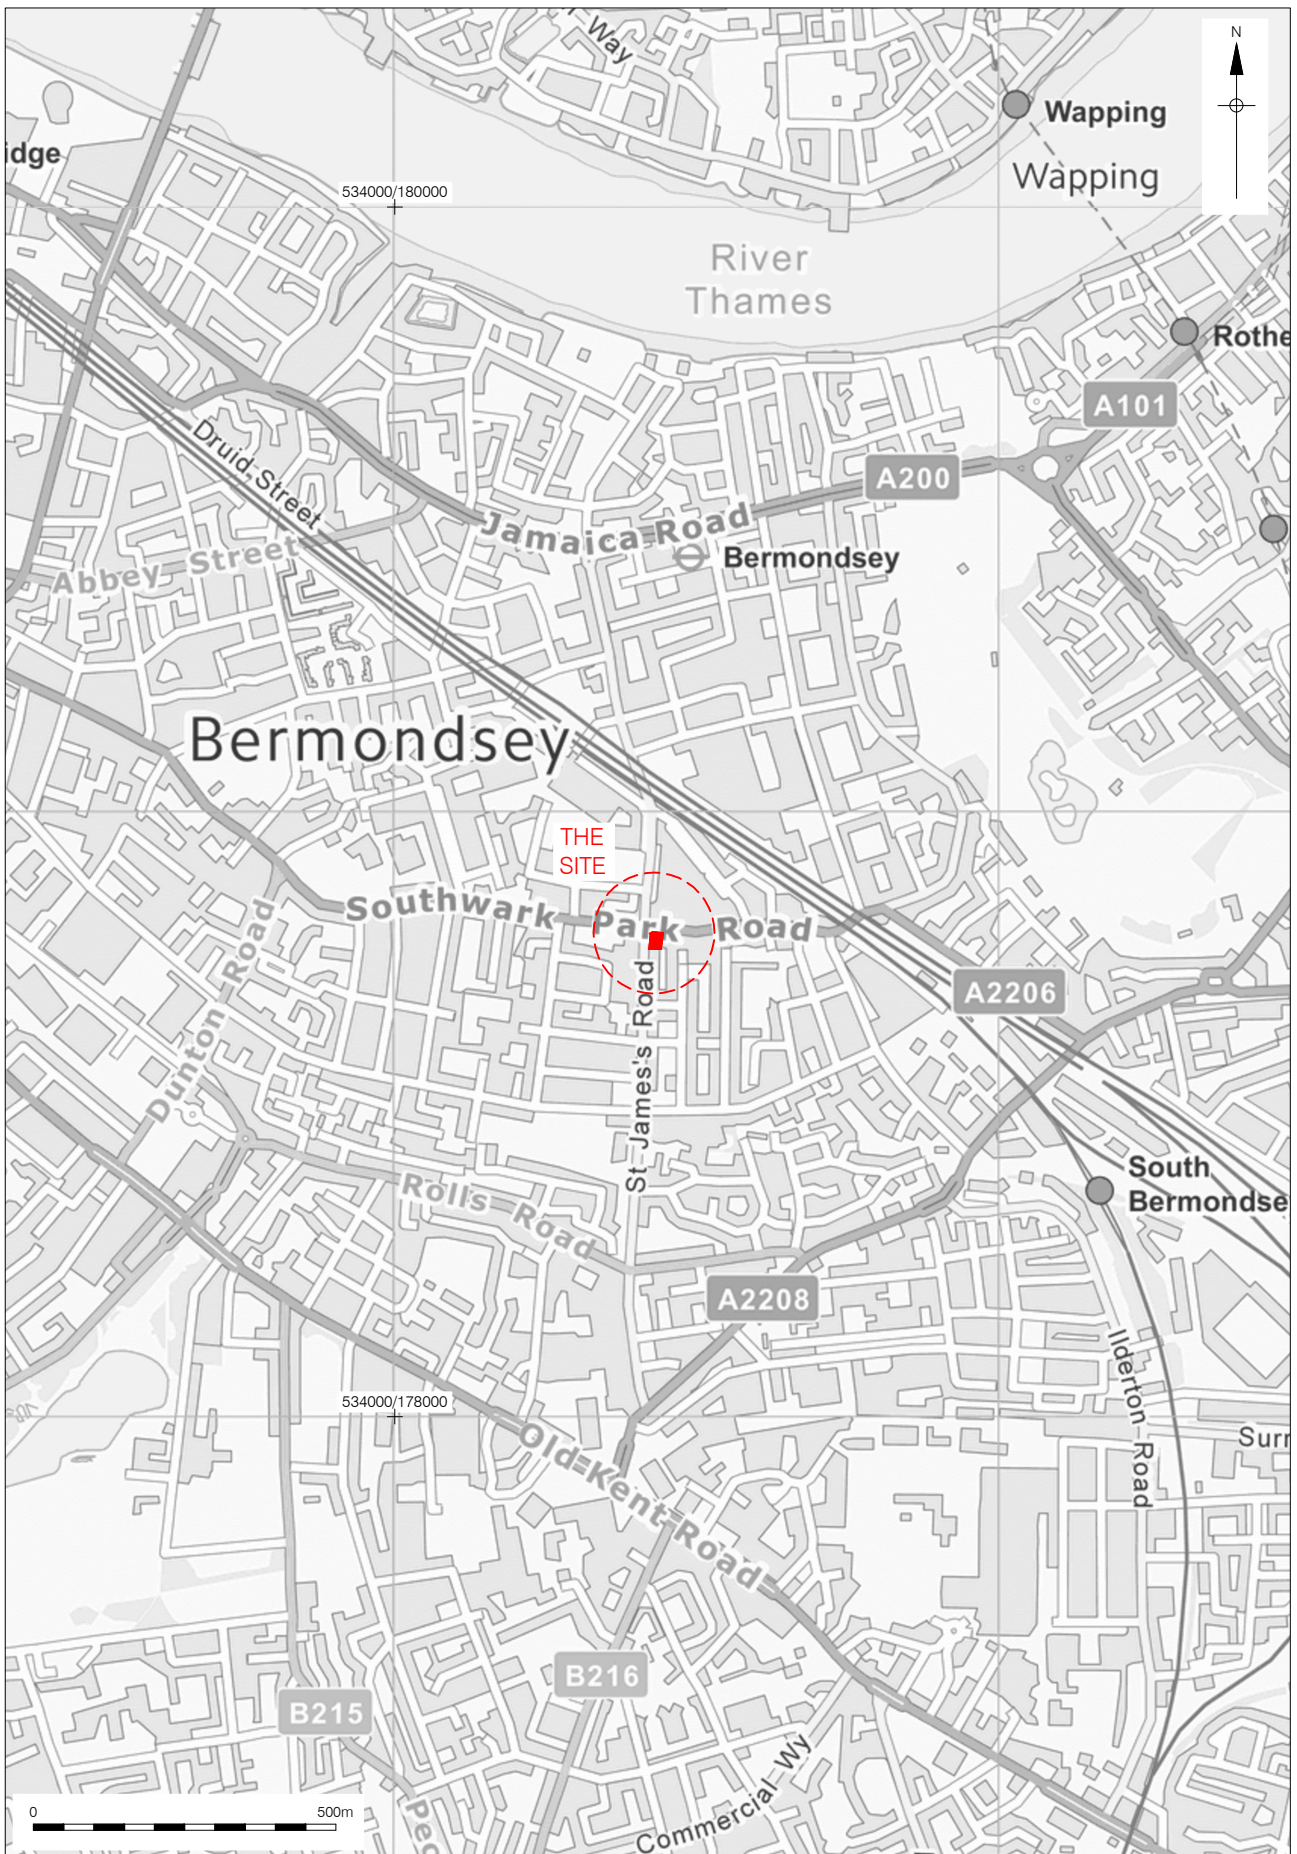 Way
N
Wapping
idge
Wapping
534000/180000
River
Thames
Rothe
A101
Druid Street
A200
Jamaica Road
Abbey Street
Bermondsey
Bermondsey
THE
SITE
Southwark Park Road
Dunton Road
St James's Road
A2206
South
Bermondse
Rolls Road
A2208
Ilderton Road
534000/178000
Surr
Old Kent Road
B216
B215
Commercial Wy
Pec
0 500m